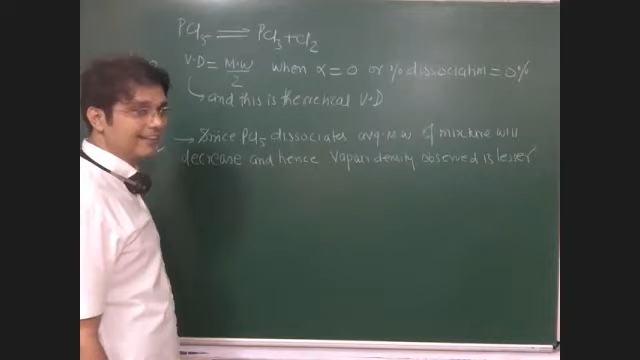 PCl5 ⇌ PCl3 + Cl2
V.D = M.W / 2 when α = 0 or % dissociation = 0%
↳ and this is theoretical V.D
→ Since PCl5 dissociates avg. M.W of mixture will
decrease and hence Vapour density observed is lesser